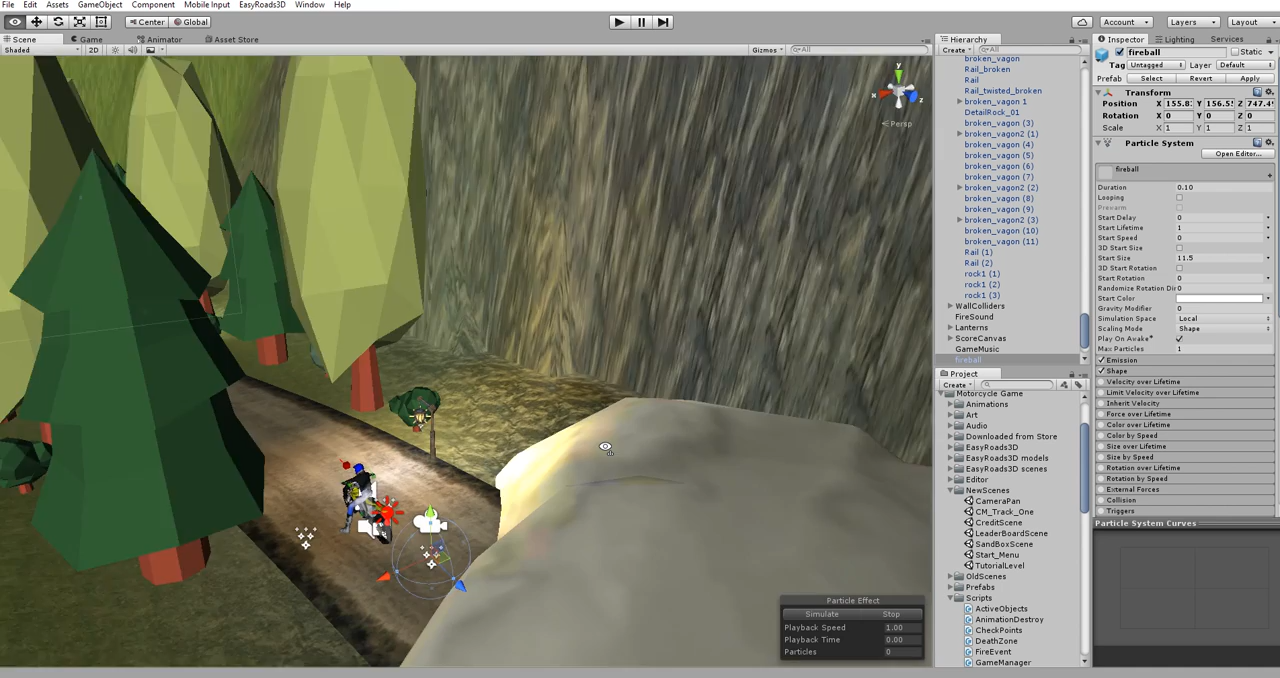 File Edit Assets GameObject Component Mobile Input EasyRoads3D Window Help
Center Global Account Layers Layout
Scene Game Animator Asset Store
Shaded 2D Gizmos All
y x z
Persp
Particle Effect
Simulate Stop
Playback Speed 1.00
Playback Time 0.00
Particles 0
Hierarchy
Create All
broken_vagon
Rail_broken
Rail
Rail_twisted_broken
broken_vagon 1
DetailRock_01
broken_vagon (3)
broken_vagon2 (1)
broken_vagon (4)
broken_vagon (5)
broken_vagon (6)
broken_vagon (7)
broken_vagon2 (2)
broken_vagon (8)
broken_vagon (9)
broken_vagon2 (3)
broken_vagon (10)
broken_vagon (11)
Rail (1)
Rail (2)
rock1 (1)
rock1 (2)
rock1 (3)
WallColliders
FireSound
Lanterns
ScoreCanvas
GameMusic
fireball
Project
Create
Motorcycle Game
Animations
Art
Audio
Downloaded from Store
EasyRoads3D
EasyRoads3D models
EasyRoads3D scenes
Editor
NewScenes
CameraPan
CM_Track_One
CreditScene
LeaderBoardScene
SandBoxScene
Start_Menu
TutorialLevel
OldScenes
Prefabs
Scripts
ActiveObjects
AnimationDestroy
CheckPoints
DeathZone
FireEvent
GameManager
Inspector Lighting Services
fireball Static
Tag Untagged Layer Default
Prefab Select Revert Apply
Transform
Position X 155.8 Y 156.5 Z 747.4
Rotation X 0 Y 0 Z 0
Scale X 1 Y 1 Z 1
Particle System
Open Editor...
fireball
Duration 0.10
Looping
Prewarm
Start Delay 0
Start Lifetime 1
Start Speed 0
3D Start Size
Start Size 11.5
3D Start Rotation
Start Rotation 0
Randomize Rotation Dir 0
Start Color
Gravity Modifier 0
Simulation Space Local
Scaling Mode Shape
Play On Awake*
Max Particles 1
Emission
Shape
Velocity over Lifetime
Limit Velocity over Lifetime
Inherit Velocity
Force over Lifetime
Color over Lifetime
Color by Speed
Size over Lifetime
Size by Speed
Rotation over Lifetime
Rotation by Speed
External Forces
Collision
Triggers
Particle System Curves